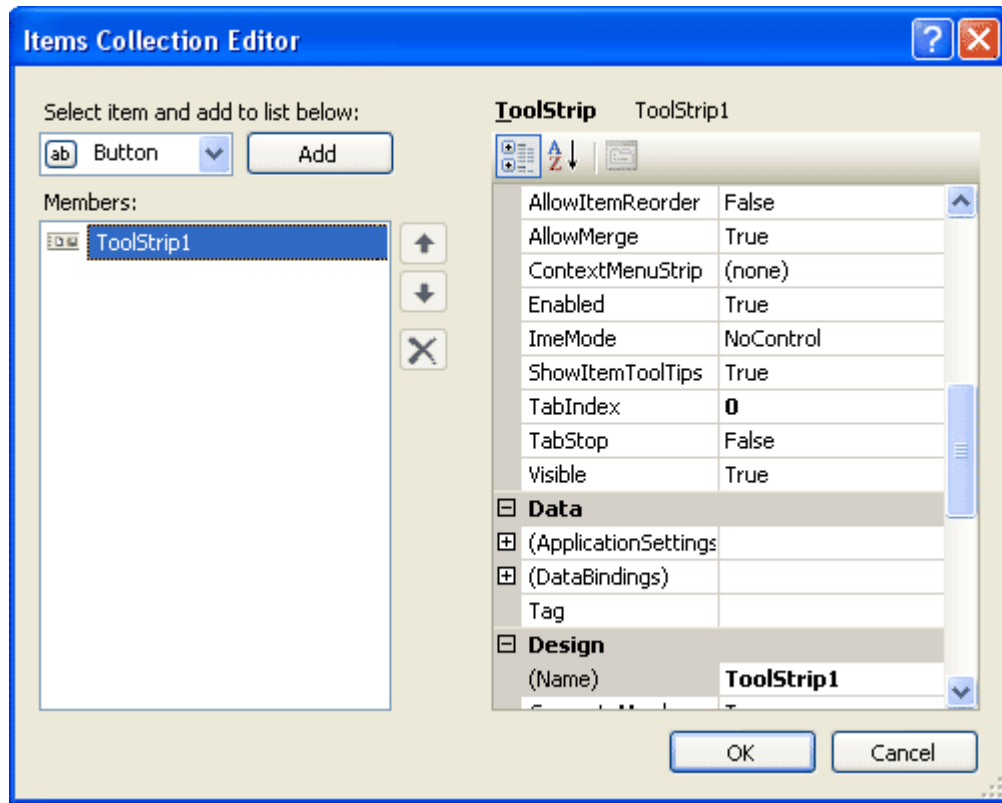 Items Collection Editor
Select item and add to list below:
Button
Add
Members:
ToolStrip1
ToolStrip ToolStrip1
AllowItemReorder False
AllowMerge True
ContextMenuStrip (none)
Enabled True
ImeMode NoControl
ShowItemToolTips True
TabIndex 0
TabStop False
Visible True
Data
(ApplicationSettings
(DataBindings)
Tag
Design
(Name) ToolStrip1
OK
Cancel